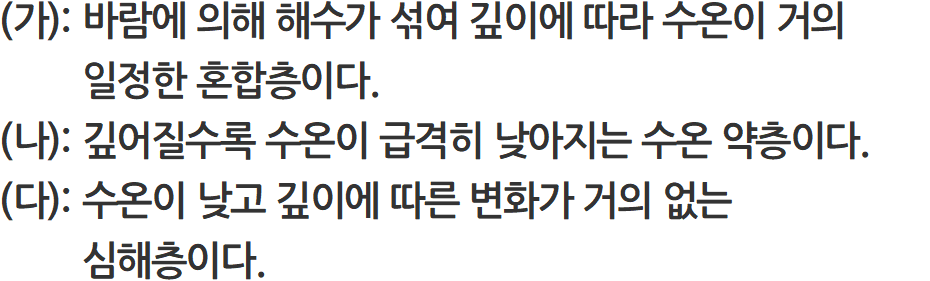 (가): 바람에 의해 해수가 섞여 깊이에 따라 수온이 거의
일정한 혼합층이다.
(나): 깊어질수록 수온이 급격히 낮아지는 수온 약층이다.
(다): 수온이 낮고 깊이에 따른 변화가 거의 없는
심해층이다.